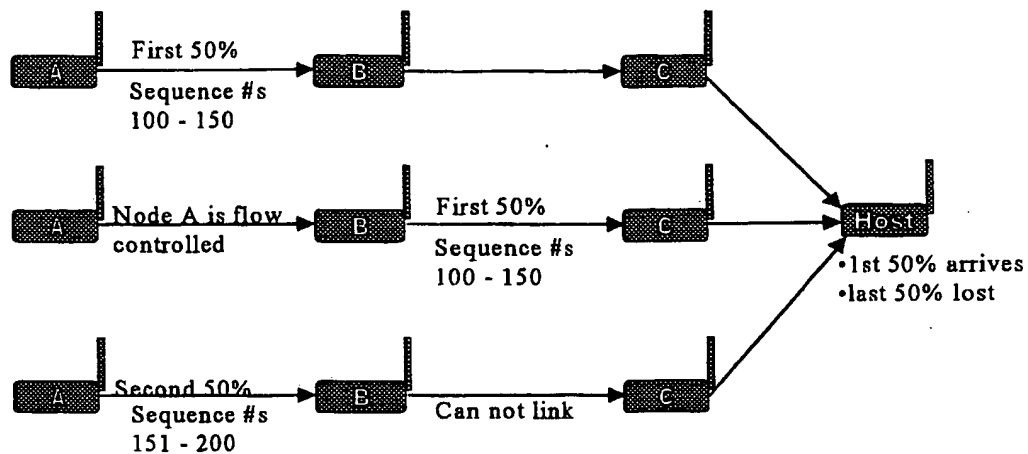 A
First 50%
Sequence #s
100 - 150
B
C
A
Node A is flow
controlled
B
First 50%
Sequence #s
100 - 150
C
Host
•1st 50% arrives
•last 50% lost
A
Second 50%
Sequence #s
151 - 200
B
Can not link
C